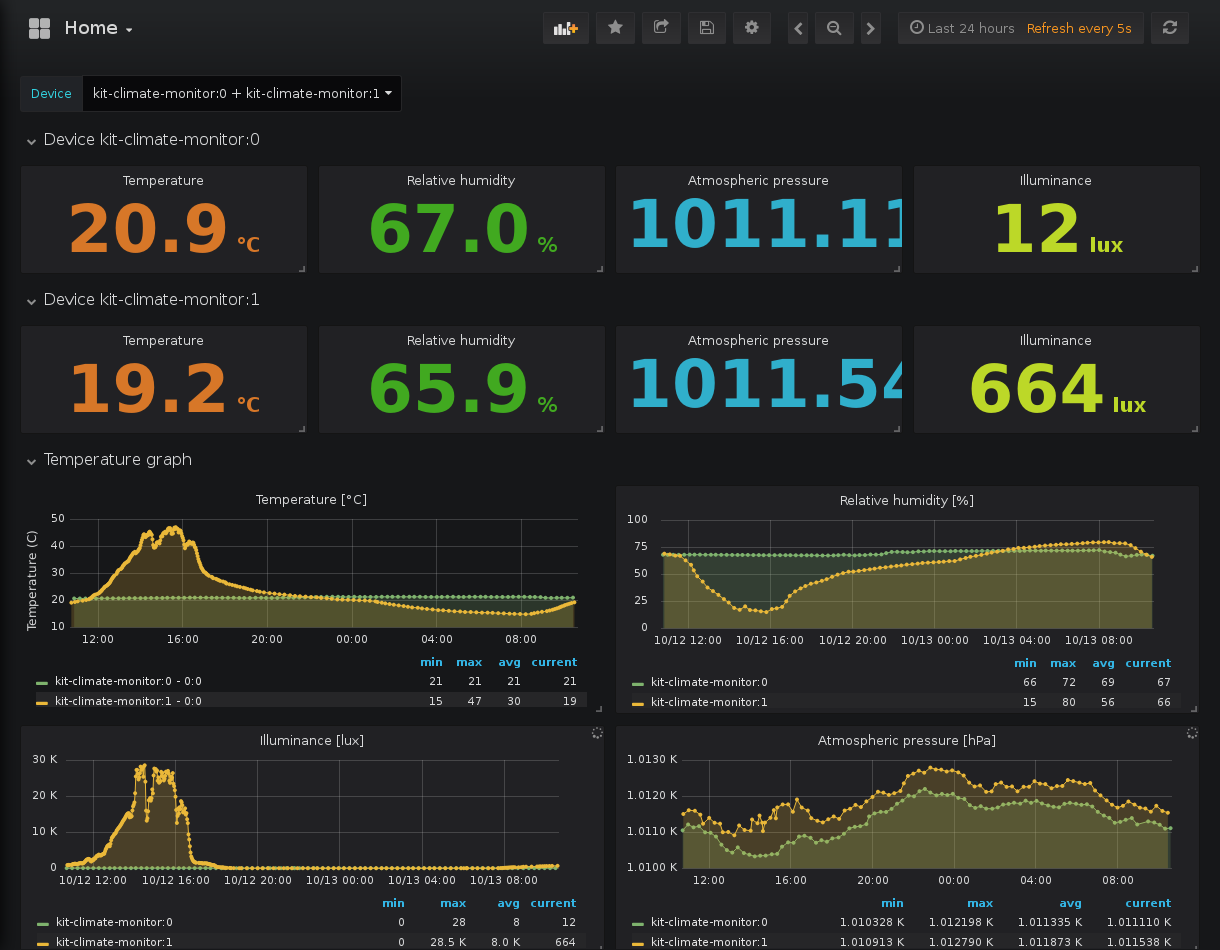 Home
Last 24 hours Refresh every 5s
Device kit-climate-monitor:0 + kit-climate-monitor:1
Device kit-climate-monitor:0
Temperature Relative humidity Atmospheric pressure Illuminance
20.9 °C 67.0 % 1011.11 12 lux
Device kit-climate-monitor:1
Temperature Relative humidity Atmospheric pressure Illuminance
19.2 °C 65.9 % 1011.54 664 lux
Temperature graph
Temperature [°C]
Temperature (C)
50
40
30
20
10
12:00 16:00 20:00 00:00 04:00 08:00
min max avg current
kit-climate-monitor:0 - 0:0 21 21 21 21
kit-climate-monitor:1 - 0:0 15 47 30 19
Relative humidity [%]
100
75
50
25
0
10/12 12:00 10/12 16:00 10/12 20:00 10/13 00:00 10/13 04:00 10/13 08:00
min max avg current
kit-climate-monitor:0 66 72 69 67
kit-climate-monitor:1 15 80 56 66
Illuminance [lux]
30 K
20 K
10 K
0
10/12 12:00 10/12 16:00 10/12 20:00 10/13 00:00 10/13 04:00 10/13 08:00
min max avg current
kit-climate-monitor:0 0 28 8 12
kit-climate-monitor:1 0 28.5 K 8.0 K 664
Atmospheric pressure [hPa]
1.0130 K
1.0120 K
1.0110 K
1.0100 K
12:00 16:00 20:00 00:00 04:00 08:00
min max avg current
kit-climate-monitor:0 1.010328 K 1.012198 K 1.011335 K 1.011110 K
kit-climate-monitor:1 1.010913 K 1.012790 K 1.011873 K 1.011538 K